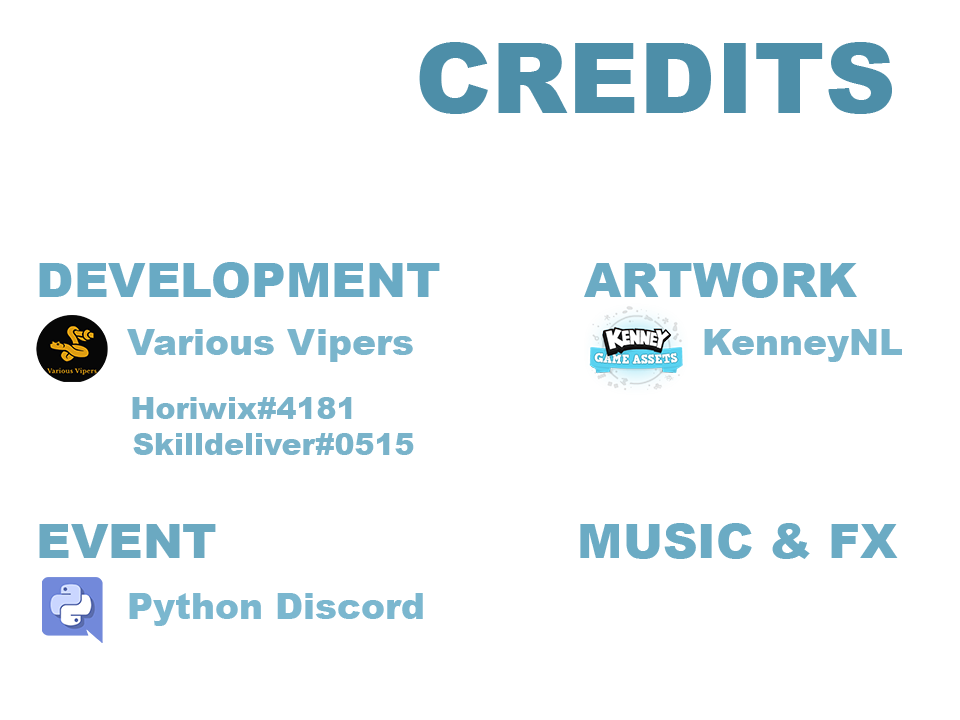 CREDITS
DEVELOPMENT
Various Vipers
Various Vipers
Horiwix#4181
Skilldeliver#0515
ARTWORK
KENNEY
GAME ASSETS
KenneyNL
EVENT
Python Discord
MUSIC & FX